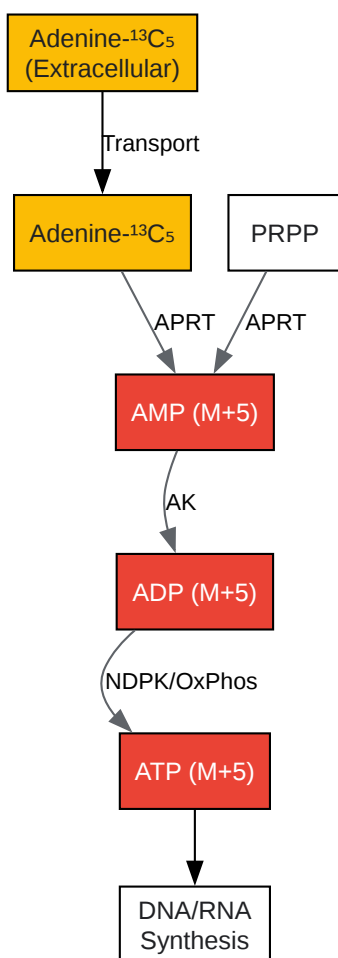 Adenine-¹³C₅
(Extracellular)
Transport
Adenine-¹³C₅
PRPP
APRT
APRT
AMP (M+5)
AK
ADP (M+5)
NDPK/OxPhos
ATP (M+5)
DNA/RNA
Synthesis